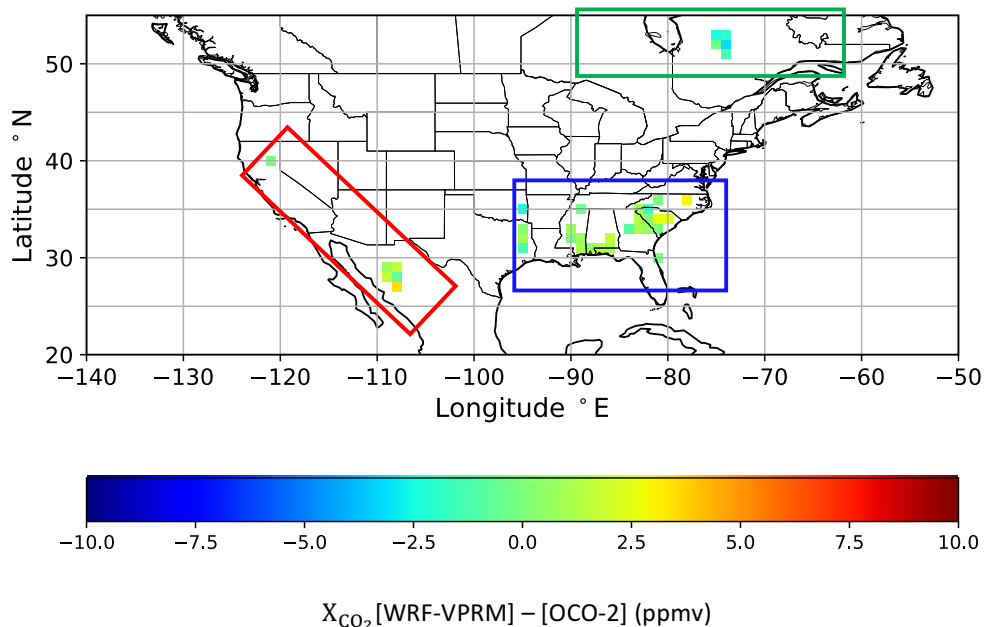 50
40
30
20
Latitude °N
−140 −130 −120 −110 −100 −90 −80 −70 −60 −50
Longitude °E
−10.0 −7.5 −5.0 −2.5 0.0 2.5 5.0 7.5 10.0
X_CO₂ [WRF-VPRM] – [OCO-2] (ppmv)